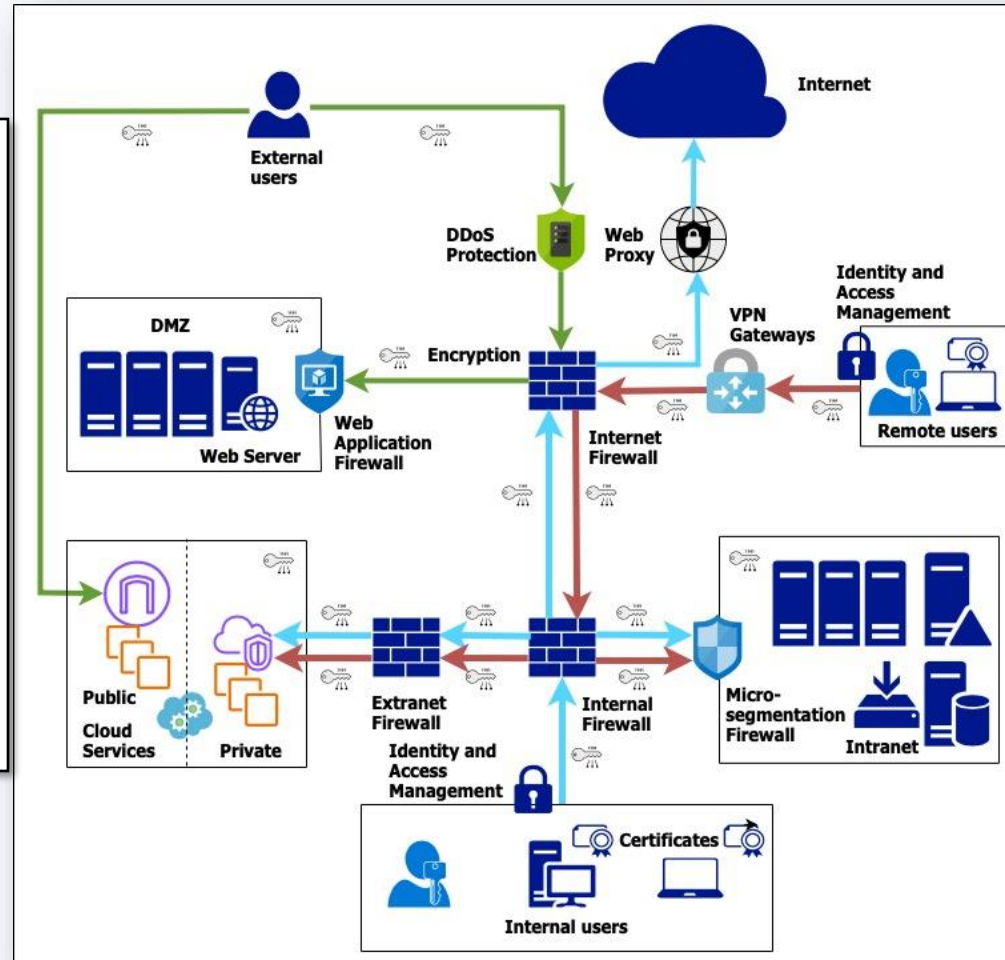 Internet
External
users
DDoS
Protection
Web
Proxy
Identity and
Access
Management
VPN
Gateways
DMZ
Encryption
Remote users
Web
Application
Firewall
Web Server
Internet
Firewall
Public
Cloud
Services
Private
Extranet
Firewall
Internal
Firewall
Micro-
segmentation
Firewall
Intranet
Identity and
Access
Management
Certificates
Internal users